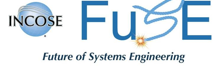 INCOSE FuSE
Future of Systems Engineering